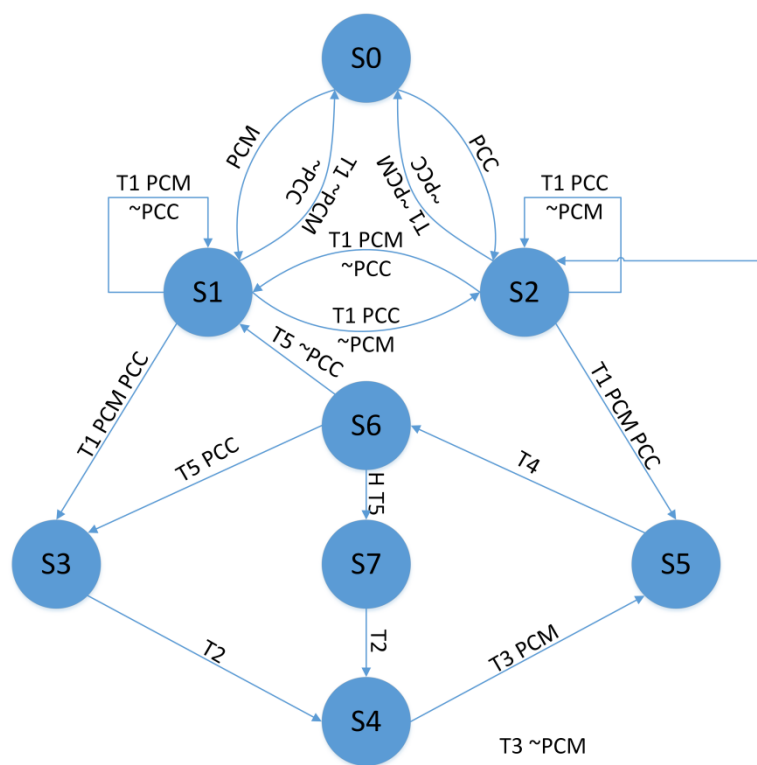 S0
PCM
T1 ~PCM
~PCC
T1 ~PCM
~PCC
PCC
T1 PCM
~PCC
T1 PCC
~PCM
T1 PCM
~PCC
S1
S2
T1 PCC
~PCM
T5 ~PCC
T1 PCM PCC
T1 PCM PCC
S6
T5 PCC
H T5
T4
S3
S7
S5
T2
T2
T3 PCM
S4
T3 ~PCM